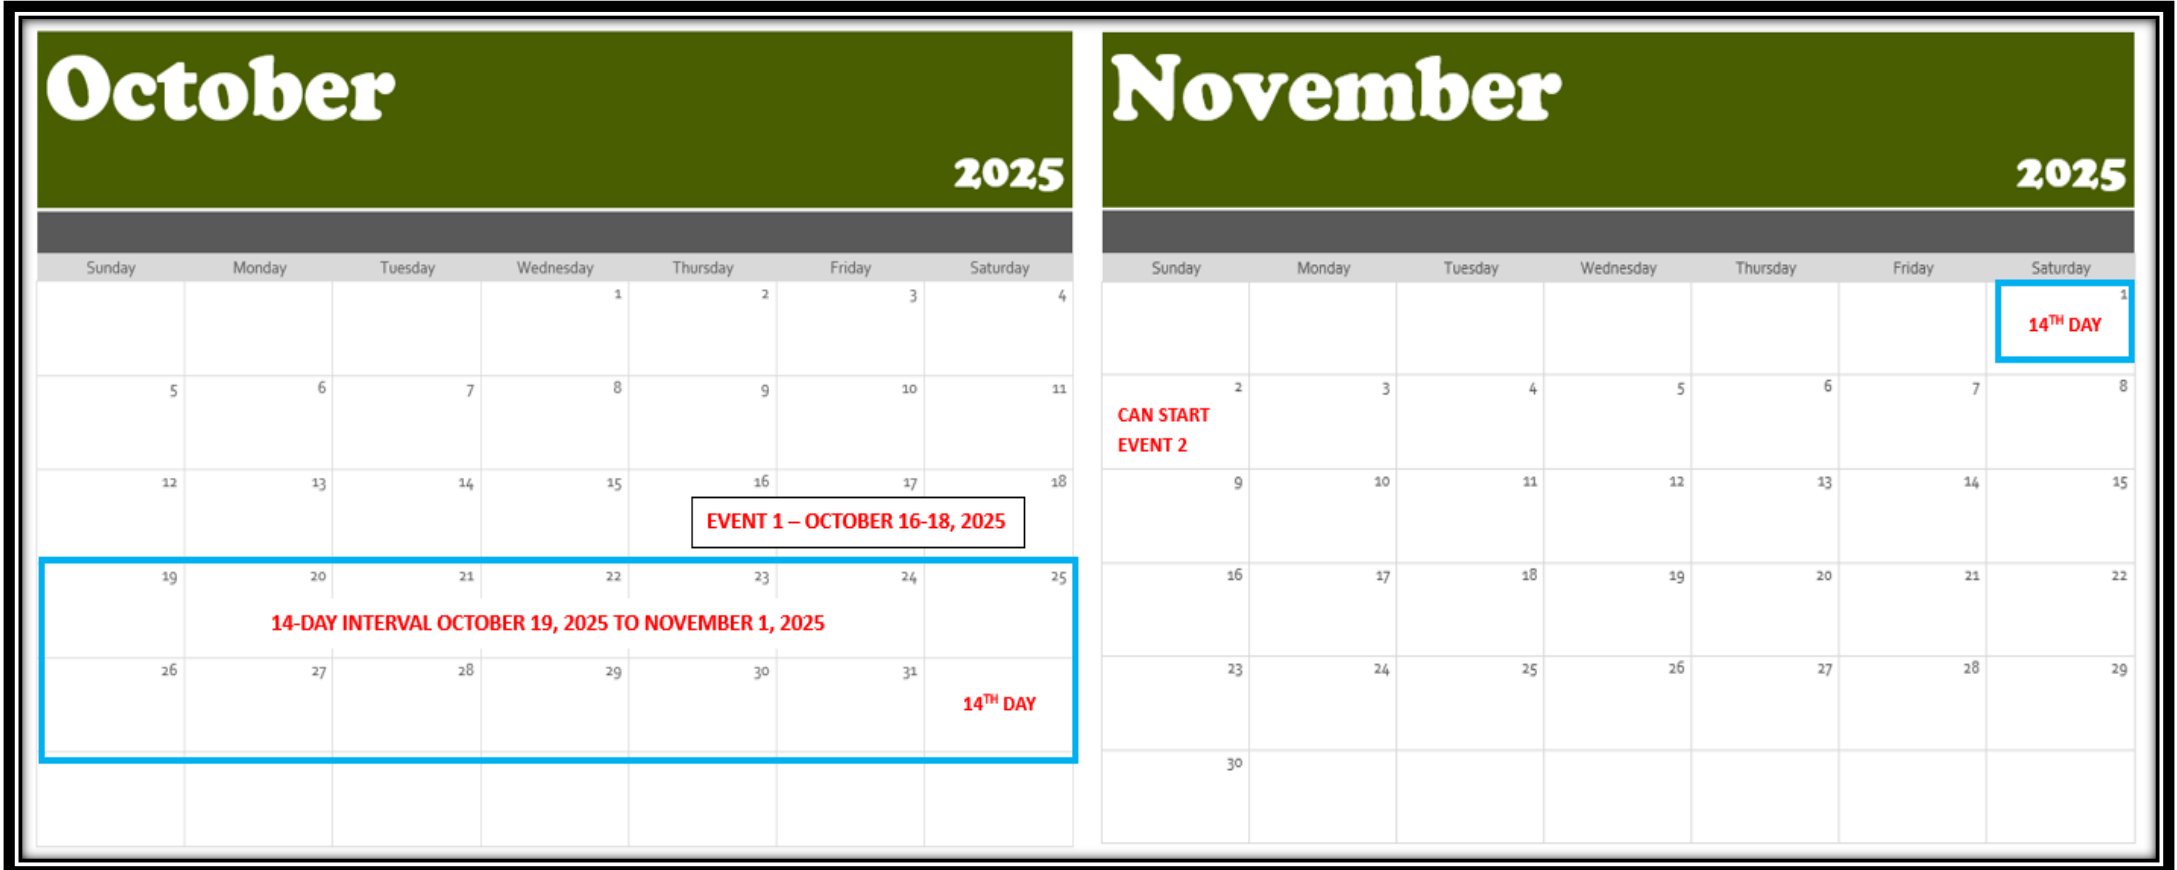 October
2025
Sunday Monday Tuesday Wednesday Thursday Friday Saturday
1 2 3 4
5 6 7 8 9 10 11
12 13 14 15 16 17 18
EVENT 1 – OCTOBER 16-18, 2025
19 20 21 22 23 24 25
14-DAY INTERVAL OCTOBER 19, 2025 TO NOVEMBER 1, 2025
26 27 28 29 30 31
14TH DAY
November
2025
Sunday Monday Tuesday Wednesday Thursday Friday Saturday
1
14TH DAY
2 3 4 5 6 7 8
CAN START
EVENT 2
9 10 11 12 13 14 15
16 17 18 19 20 21 22
23 24 25 26 27 28 29
30